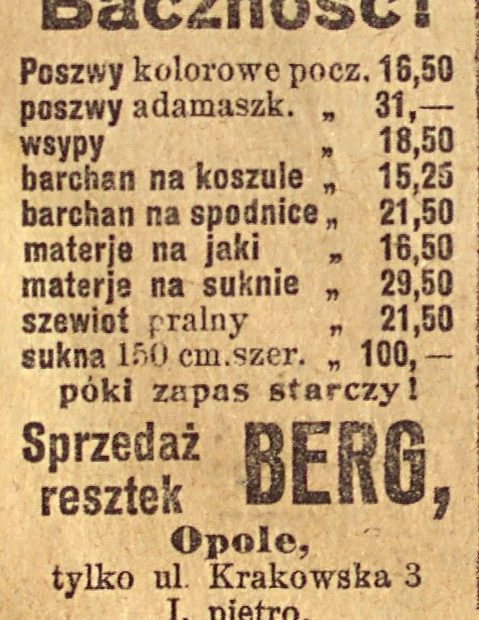 Baczność!
Poszwy kolorowe pocz. 16,50
poszwy adamaszk. „ 31,—
wsypy „ 18,50
barchan na koszule „ 15,25
barchan na spodnice „ 21,50
materje na jaki „ 16,50
materje na suknie „ 29,50
szewiot pralny „ 21,50
sukna 150 cm.szer. „ 100,—
póki zapas starczy!
Sprzedaż
resztek BERG,
Opole,
tylko ul. Krakowska 3
I. piętro.